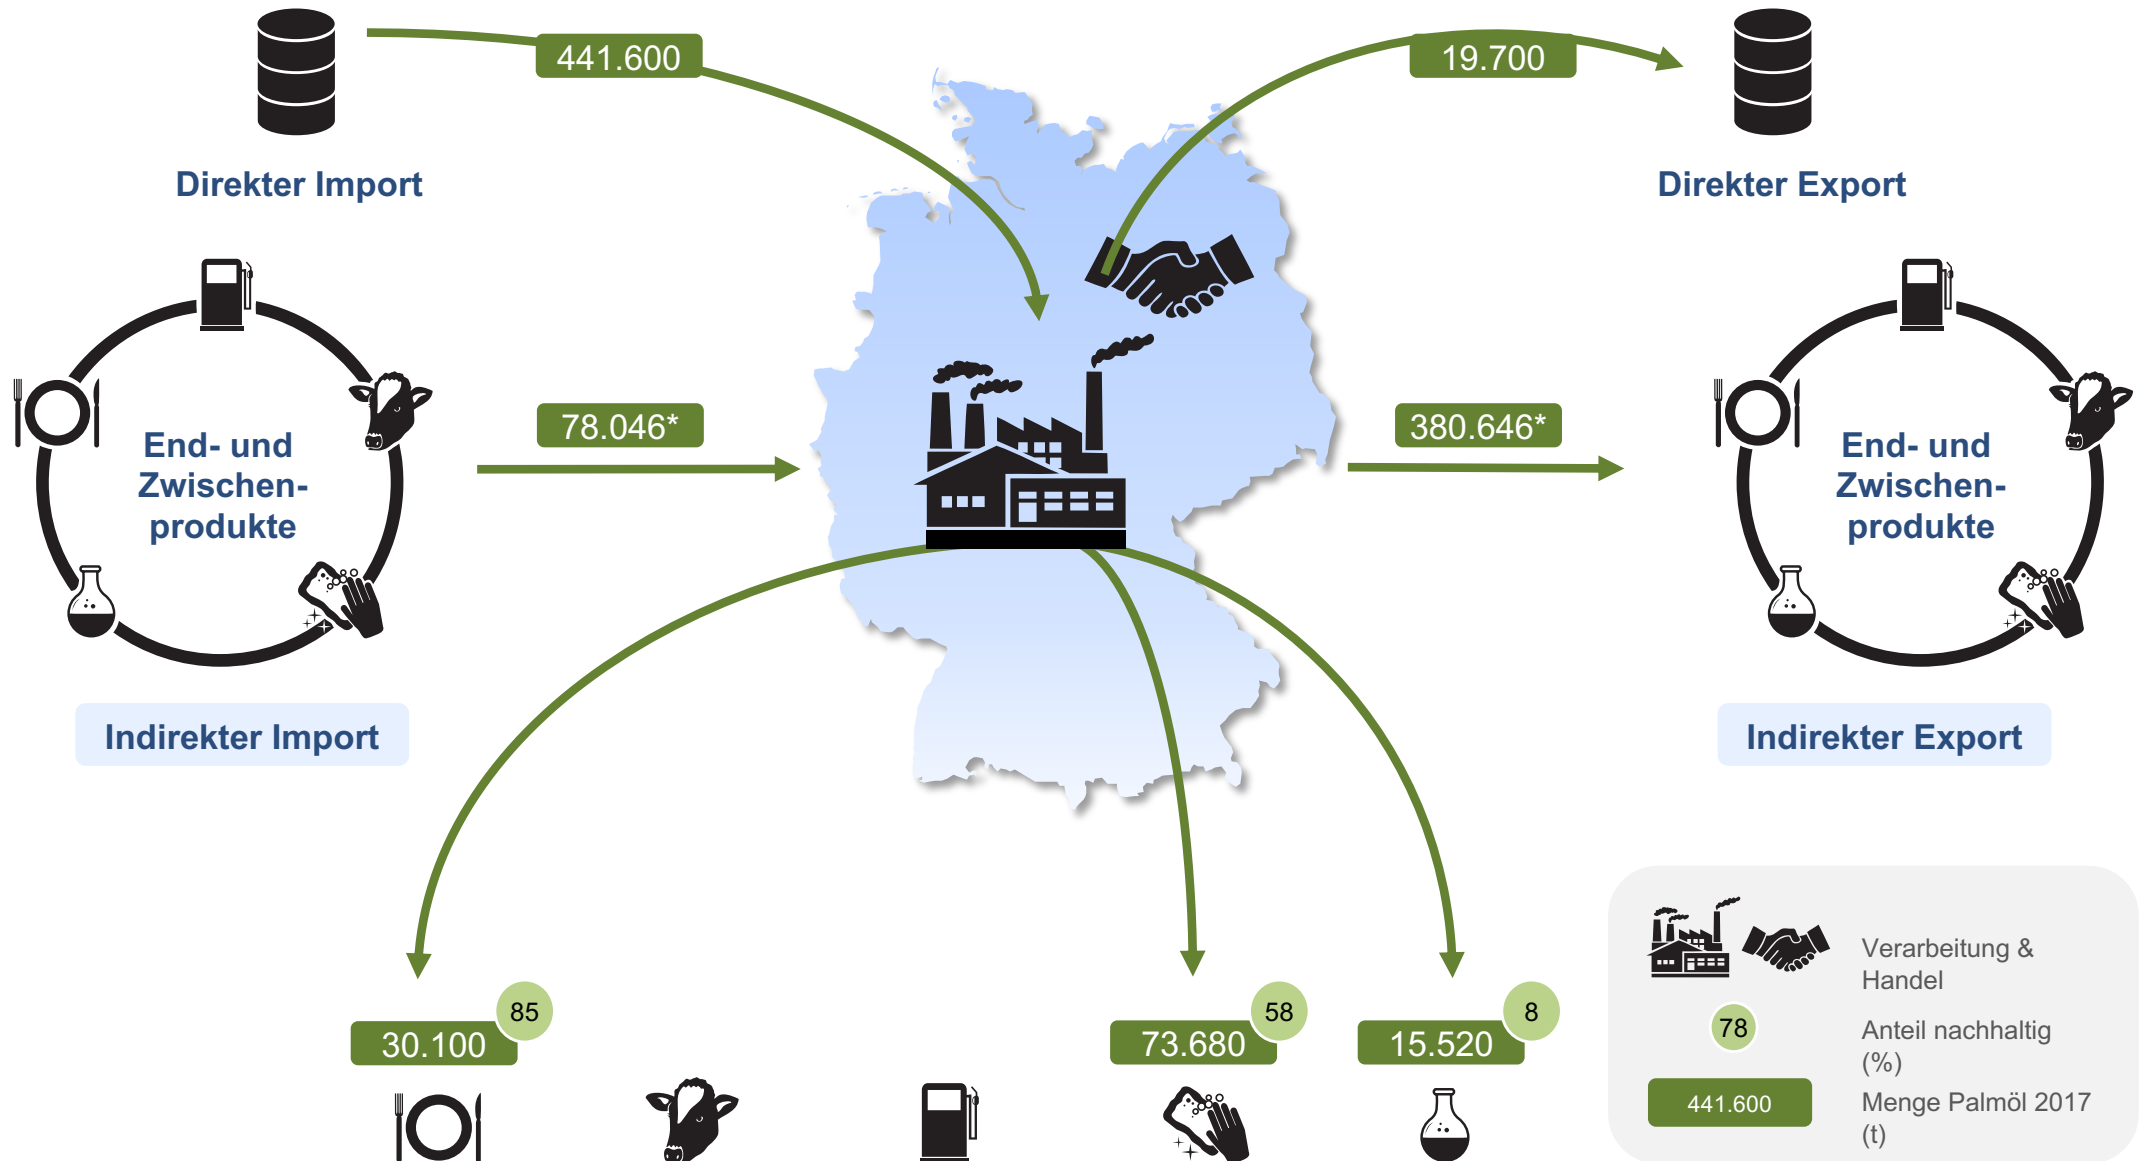 441.600
19.700
Direkter Import
Direkter Export
78.046*
380.646*
End- und
Zwischen-
produkte
End- und
Zwischen-
produkte
Indirekter Import
Indirekter Export
85
30.100
58
73.680
8
15.520
Verarbeitung &
Handel
78
Anteil nachhaltig
(%)
441.600
Menge Palmöl 2017
(t)